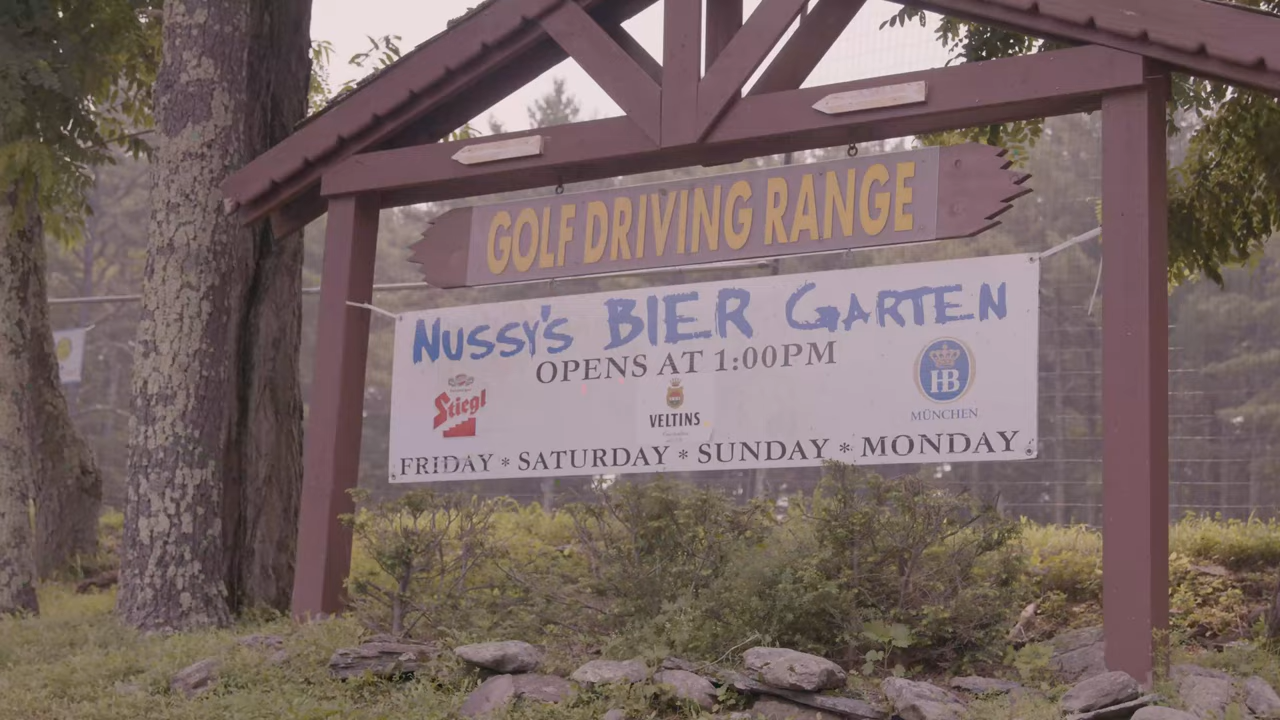 GOLF DRIVING RANGE
NUSSY'S BIER GARTEN
OPENS AT 1:00PM
Stiegl
VELTINS
HB
MÜNCHEN
FRIDAY * SATURDAY * SUNDAY * MONDAY